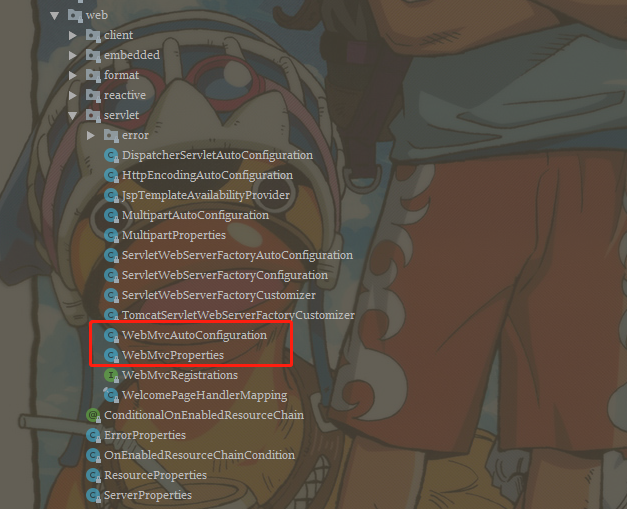 web
client
embedded
format
reactive
servlet
error
DispatcherServletAutoConfiguration
HttpEncodingAutoConfiguration
JspTemplateAvailabilityProvider
MultipartAutoConfiguration
MultipartProperties
ServletWebServerFactoryAutoConfiguration
ServletWebServerFactoryConfiguration
ServletWebServerFactoryCustomizer
TomcatServletWebServerFactoryCustomizer
WebMvcAutoConfiguration
WebMvcProperties
WebMvcRegistrations
WelcomePageHandlerMapping
ConditionalOnEnabledResourceChain
ErrorProperties
OnEnabledResourceChainCondition
ResourceProperties
ServerProperties